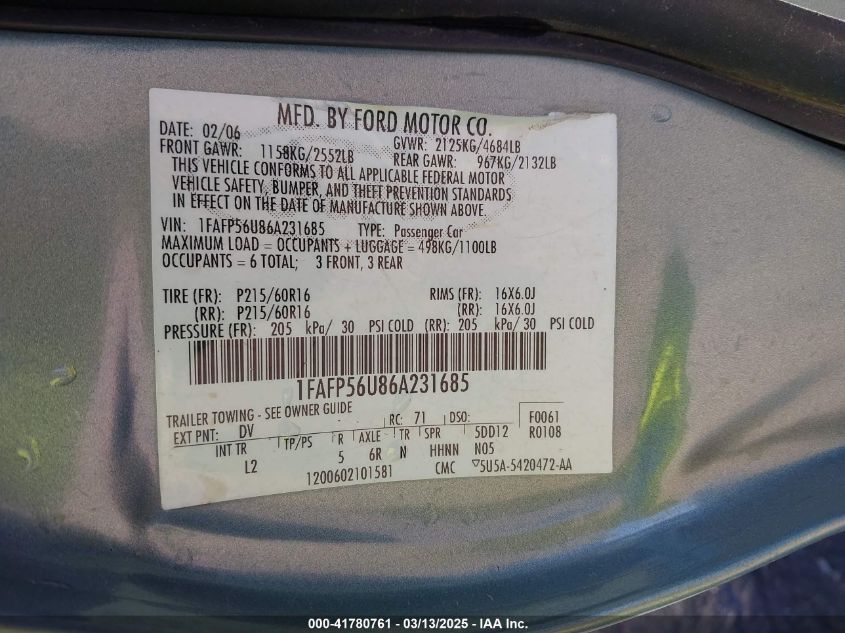 MFD. BY FORD MOTOR CO.
DATE: 02/06 GVWR: 2125KG/4684LB
FRONT GAWR: 1158KG/2552LB REAR GAWR: 967KG/2132LB
THIS VEHICLE CONFORMS TO ALL APPLICABLE FEDERAL MOTOR
VEHICLE SAFETY, BUMPER, AND THEFT PREVENTION STANDARDS
IN EFFECT ON THE DATE OF MANUFACTURE SHOWN ABOVE.
VIN: 1FAFP56U86A231685 TYPE: Passenger Car
MAXIMUM LOAD = OCCUPANTS + LUGGAGE = 498KG/1100LB
OCCUPANTS = 6 TOTAL; 3 FRONT, 3 REAR
TIRE (FR): P215/60R16 RIMS (FR): 16X6.0J
(RR): P215/60R16 (RR): 16X6.0J
PRESSURE (FR): 205 kPa/ 30 PSI COLD (RR): 205 kPa/ 30 PSI COLD
1FAFP56U86A231685
TRAILER TOWING - SEE OWNER GUIDE
EXT PNT: DV RC: 71 DSO: F0061
INT TR TP/PS R AXLE TR SPR 5DD12 R0108
L2 5 6R N HHNN N05
1200602101581 CMC ▽5U5A-5420472-AA
000-41780761 - 03/13/2025 - IAA Inc.